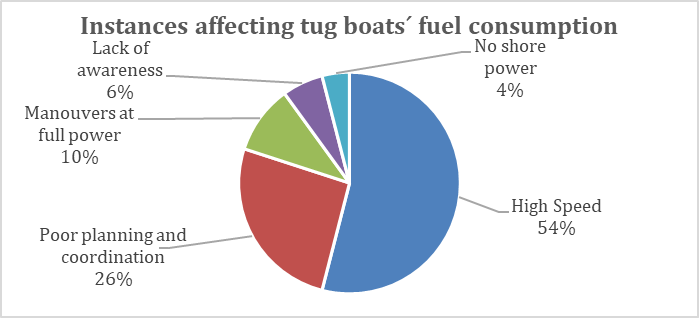 Instances affecting tug boats´ fuel consumption
Lack of
awareness
6%
No shore
power
4%
Manouvers at
full power
10%
High Speed
54%
Poor planning and
coordination
26%